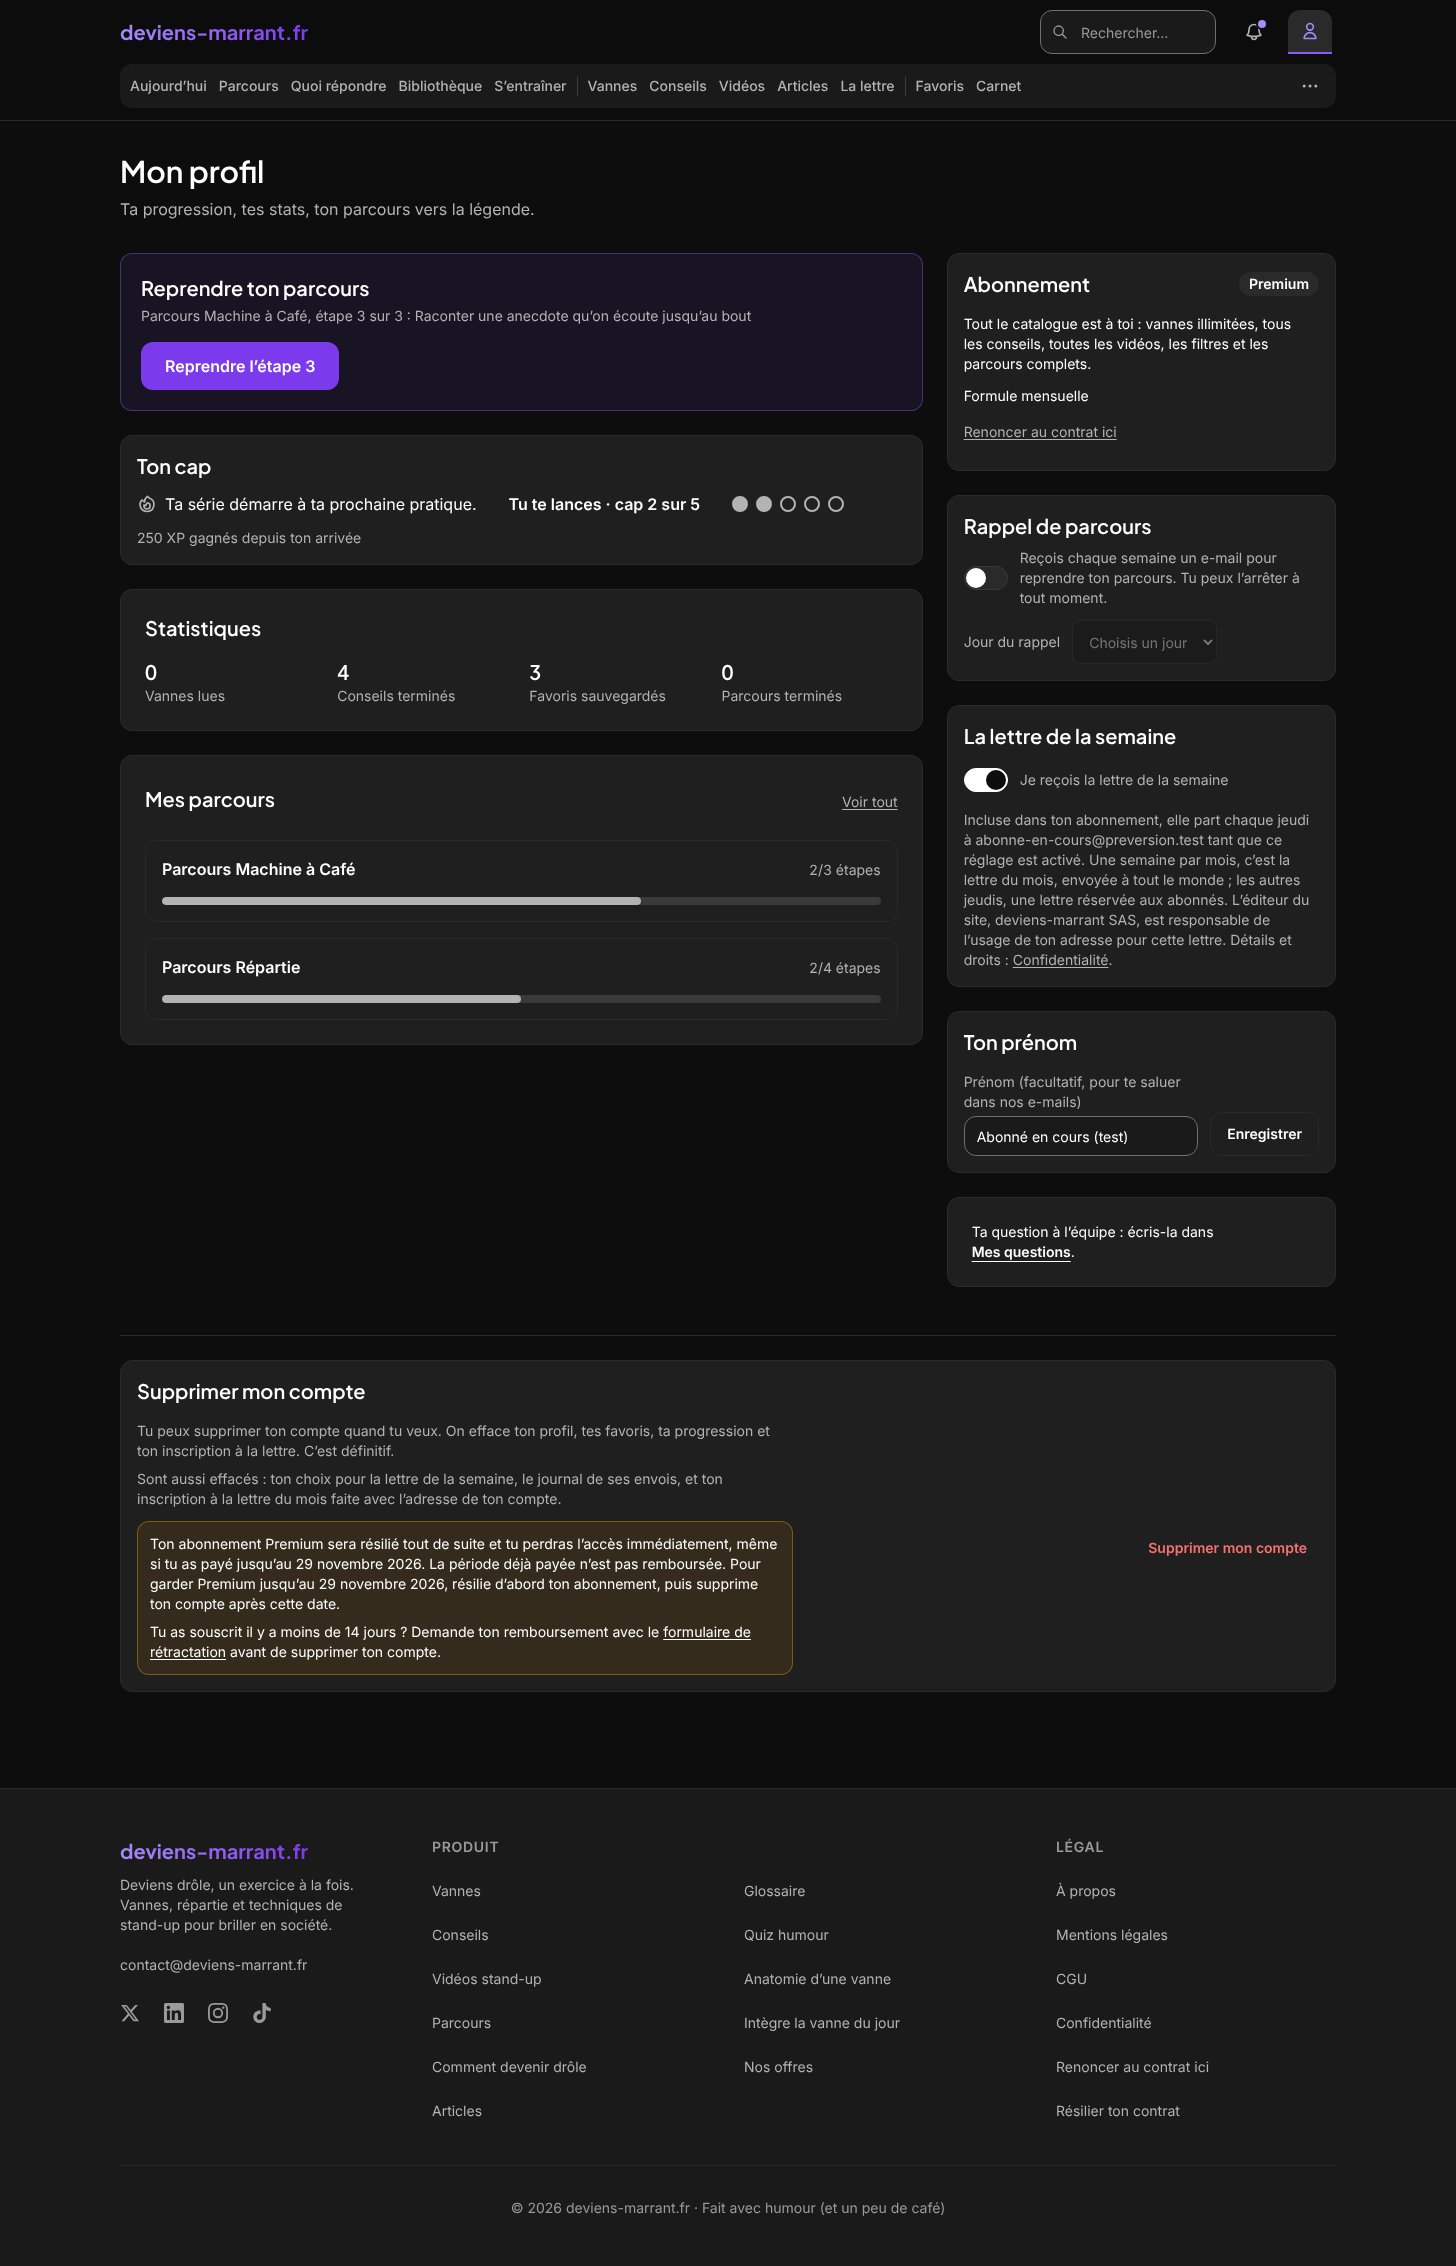 deviens-marrant.fr
Rechercher...
Aujourd’hui Parcours Quoi répondre Bibliothèque S’entraîner Vannes Conseils Vidéos Articles La lettre Favoris Carnet
Mon profil
Ta progression, tes stats, ton parcours vers la légende.
Reprendre ton parcours
Parcours Machine à Café, étape 3 sur 3 : Raconter une anecdote qu’on écoute jusqu’au bout
Reprendre l’étape 3
Ton cap
Ta série démarre à ta prochaine pratique. Tu te lances · cap 2 sur 5
250 XP gagnés depuis ton arrivée
Statistiques
0 4 3 0
Vannes lues Conseils terminés Favoris sauvegardés Parcours terminés
Mes parcours Voir tout
Parcours Machine à Café 2/3 étapes
Parcours Répartie 2/4 étapes
Abonnement Premium
Tout le catalogue est à toi : vannes illimitées, tous
les conseils, toutes les vidéos, les filtres et les
parcours complets.
Formule mensuelle
Renoncer au contrat ici
Rappel de parcours
Reçois chaque semaine un e-mail pour
reprendre ton parcours. Tu peux l’arrêter à
tout moment.
Jour du rappel Choisis un jour
La lettre de la semaine
Je reçois la lettre de la semaine
Incluse dans ton abonnement, elle part chaque jeudi
à abonne-en-cours@preversion.test tant que ce
réglage est activé. Une semaine par mois, c’est la
lettre du mois, envoyée à tout le monde ; les autres
jeudis, une lettre réservée aux abonnés. L’éditeur du
site, deviens-marrant SAS, est responsable de
l’usage de ton adresse pour cette lettre. Détails et
droits : Confidentialité.
Ton prénom
Prénom (facultatif, pour te saluer
dans nos e-mails)
Abonné en cours (test) Enregistrer
Ta question à l’équipe : écris-la dans
Mes questions.
Supprimer mon compte
Tu peux supprimer ton compte quand tu veux. On efface ton profil, tes favoris, ta progression et
ton inscription à la lettre. C’est définitif.
Sont aussi effacés : ton choix pour la lettre de la semaine, le journal de ses envois, et ton
inscription à la lettre du mois faite avec l’adresse de ton compte.
Ton abonnement Premium sera résilié tout de suite et tu perdras l’accès immédiatement, même
si tu as payé jusqu’au 29 novembre 2026. La période déjà payée n’est pas remboursée. Pour
garder Premium jusqu’au 29 novembre 2026, résilie d’abord ton abonnement, puis supprime
ton compte après cette date.
Tu as souscrit il y a moins de 14 jours ? Demande ton remboursement avec le formulaire de
rétractation avant de supprimer ton compte.
Supprimer mon compte
deviens-marrant.fr
Deviens drôle, un exercice à la fois.
Vannes, répartie et techniques de
stand-up pour briller en société.
contact@deviens-marrant.fr
PRODUIT
Vannes
Conseils
Vidéos stand-up
Parcours
Comment devenir drôle
Articles
Glossaire
Quiz humour
Anatomie d’une vanne
Intègre la vanne du jour
Nos offres
LÉGAL
À propos
Mentions légales
CGU
Confidentialité
Renoncer au contrat ici
Résilier ton contrat
© 2026 deviens-marrant.fr · Fait avec humour (et un peu de café)